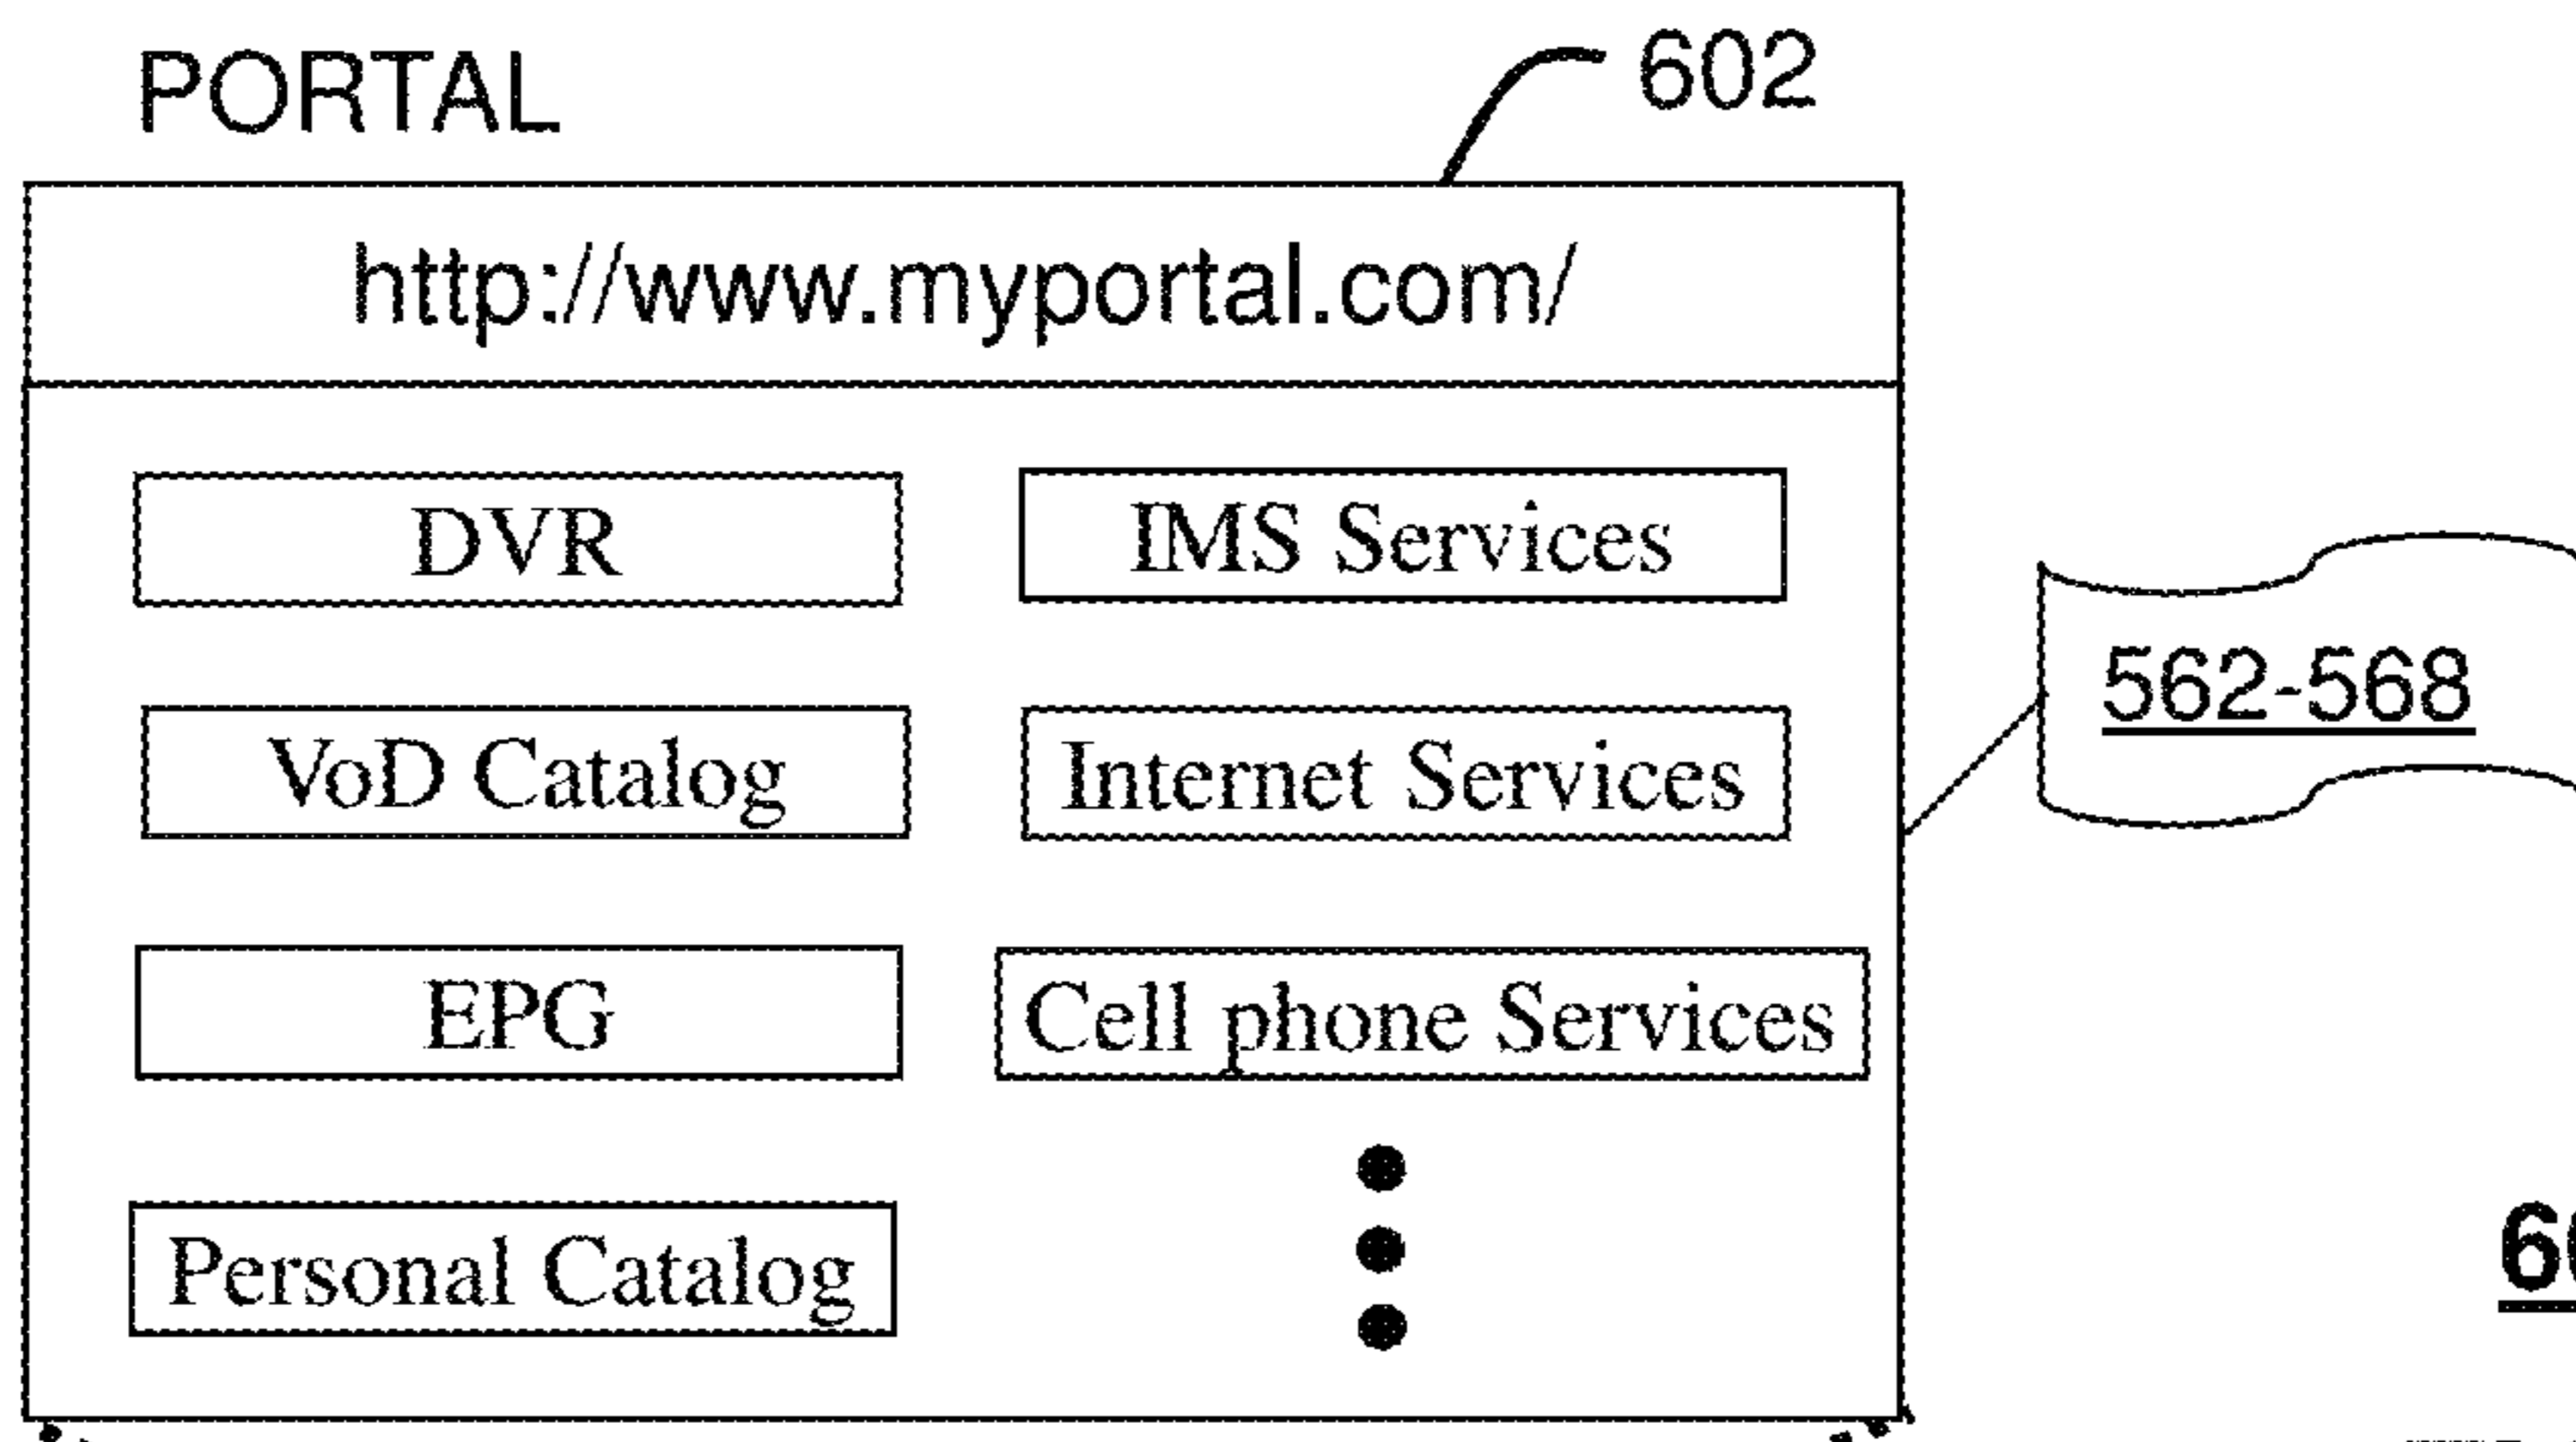 PORTAL
602
http://www.myportal.com/
DVR
IMS Services
VoD Catalog
Internet Services
562-568
EPG
Cell phone Services
Personal Catalog